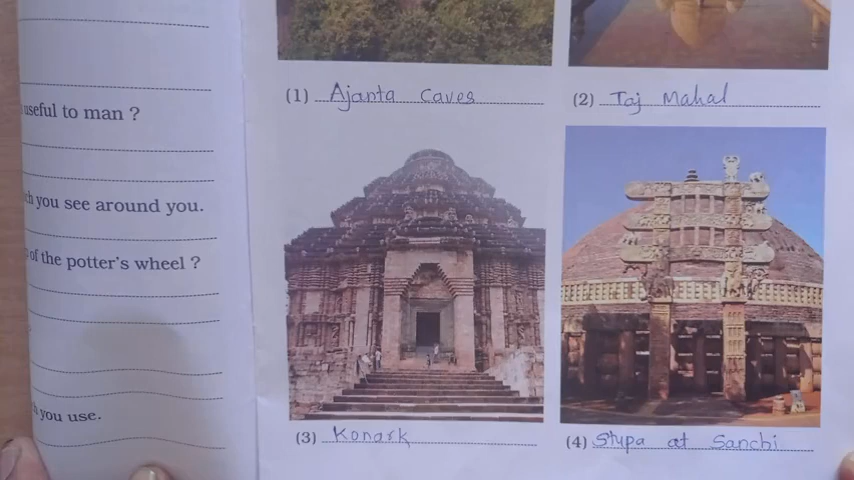 useful to man ?
you see around you.
of the potter's wheel ?
you use.
(1) Ajanta Caves
(2) Taj Mahal
(3) Konark
(4) Stupa at Sanchi